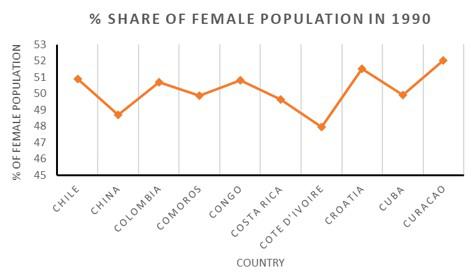 % SHARE OF FEMALE POPULATION IN 1990
% OF FEMALE POPULATION
53
52
51
50
49
48
47
46
45
CHILE
CHINA
COLOMBIA
COMOROS
CONGO
COSTA RICA
COTE D'IVOIRE
CROATIA
CUBA
CURACAO
COUNTRY